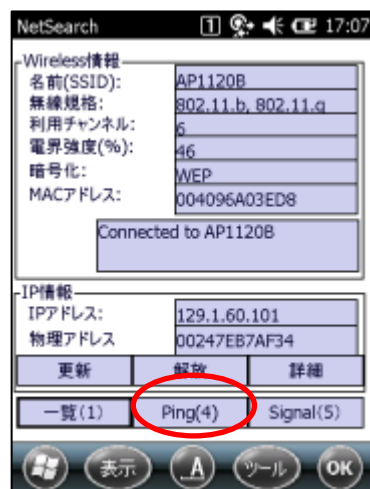 NetSearch 1 17:07
Wireless情報
名前(SSID): AP1120B
無線規格: 802.11.b, 802.11.g
利用チャンネル: 6
電界強度(%): 46
暗号化: WEP
MACアドレス: 004096A03ED8
Connected to AP1120B
IP情報
IPアドレス: 129.1.60.101
物理アドレス 00247EB7AF34
更新 解放 詳細
一覧(1) Ping(4) Signal(5)
表示 A ツール OK